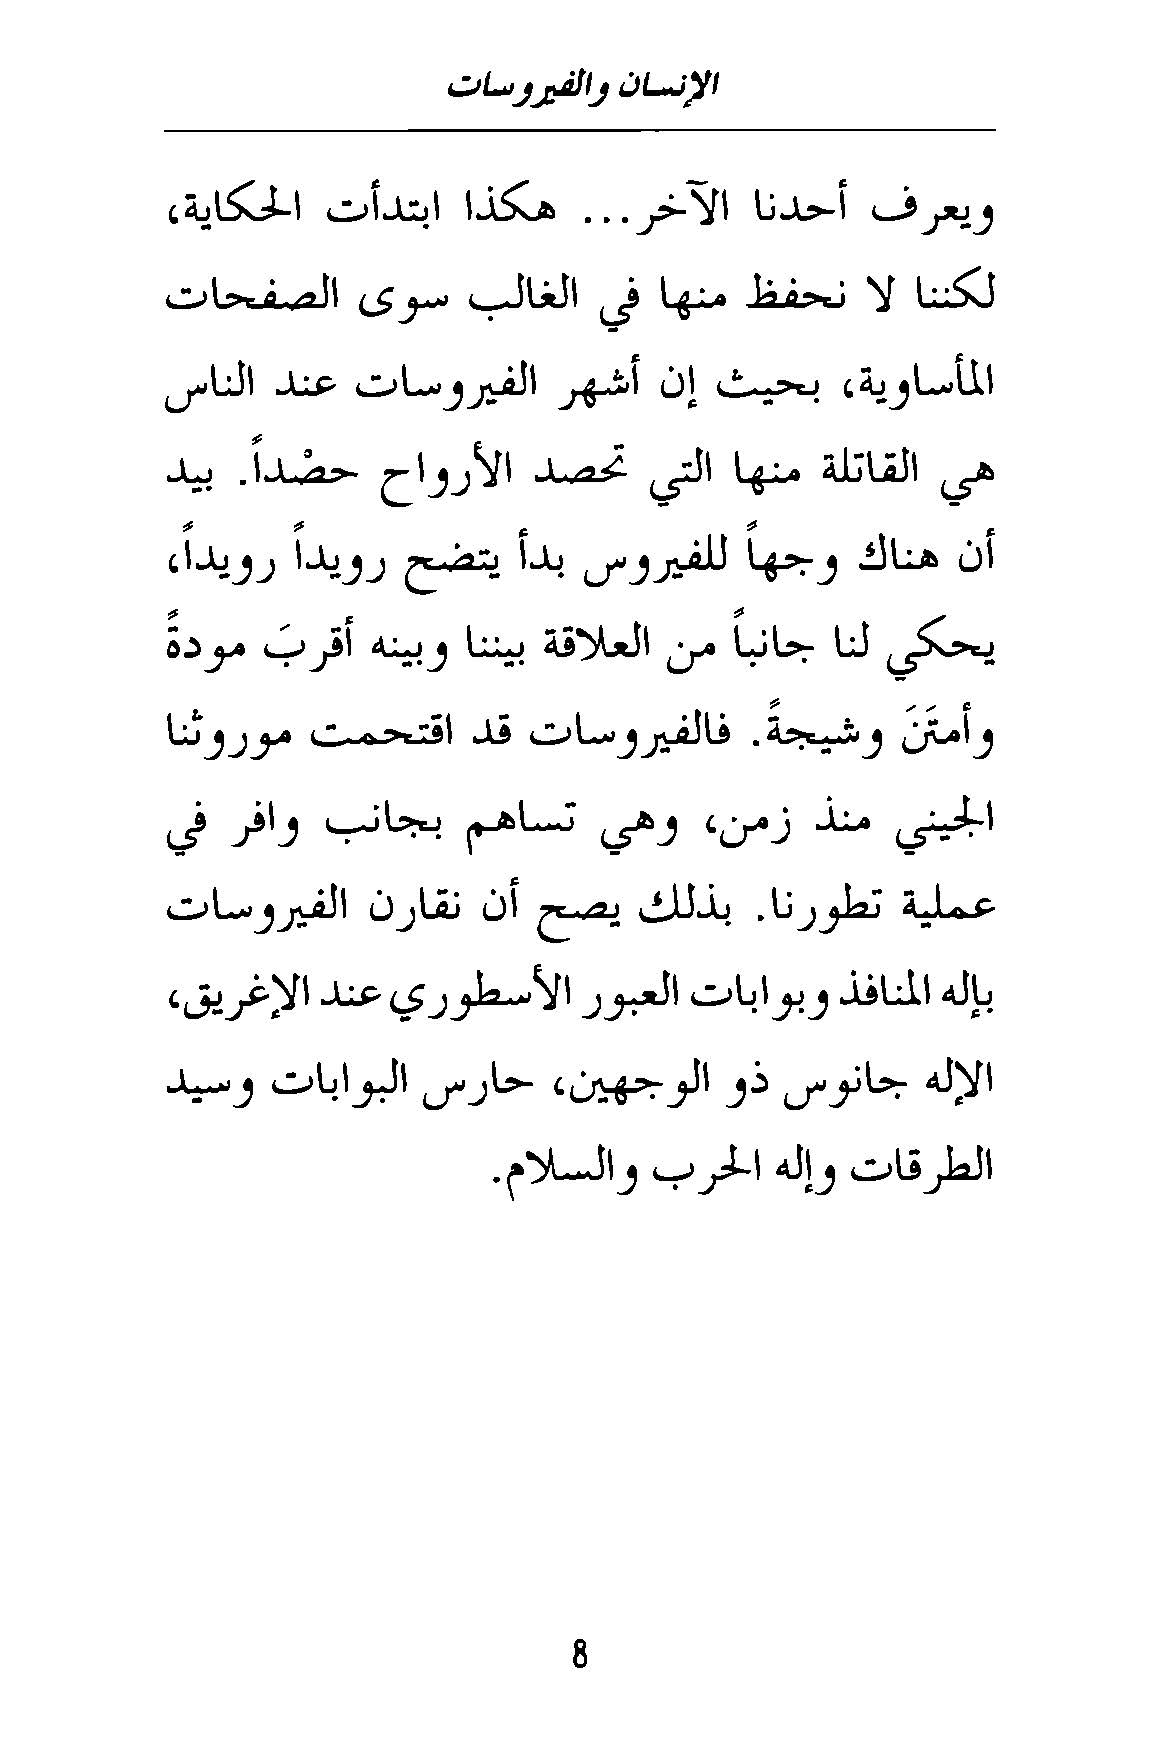 الإنسان والفيروسات
ويعرف أحدنا الآخر... هكذا ابتدأت الحكاية،
لكننا لا نحفظ منها في الغالب سوى الصفحات
المأساوية، بحيث إن أشهر الفيروسات عند الناس
هي القاتلة منها التي تحصد الأرواح حصْداً. بيد
أن هناك وجهاً للفيروس بدأ يتضح رويداً رويداً،
يحكي لنا جانباً من العلاقة بيننا وبينه أقربَ مودةً
وأمتَنَ وشيجةً. فالفيروسات قد اقتحمت موروثنا
الجيني منذ زمن، وهي تساهم بجانب وافر في
عملية تطورنا. بذلك يصح أن نقارن الفيروسات
بإله المنافذ وبوابات العبور الأسطوري عند الإغريق،
الإله جانوس ذو الوجهين، حارس البوابات وسيد
الطرقات وإله الحرب والسلام.
8